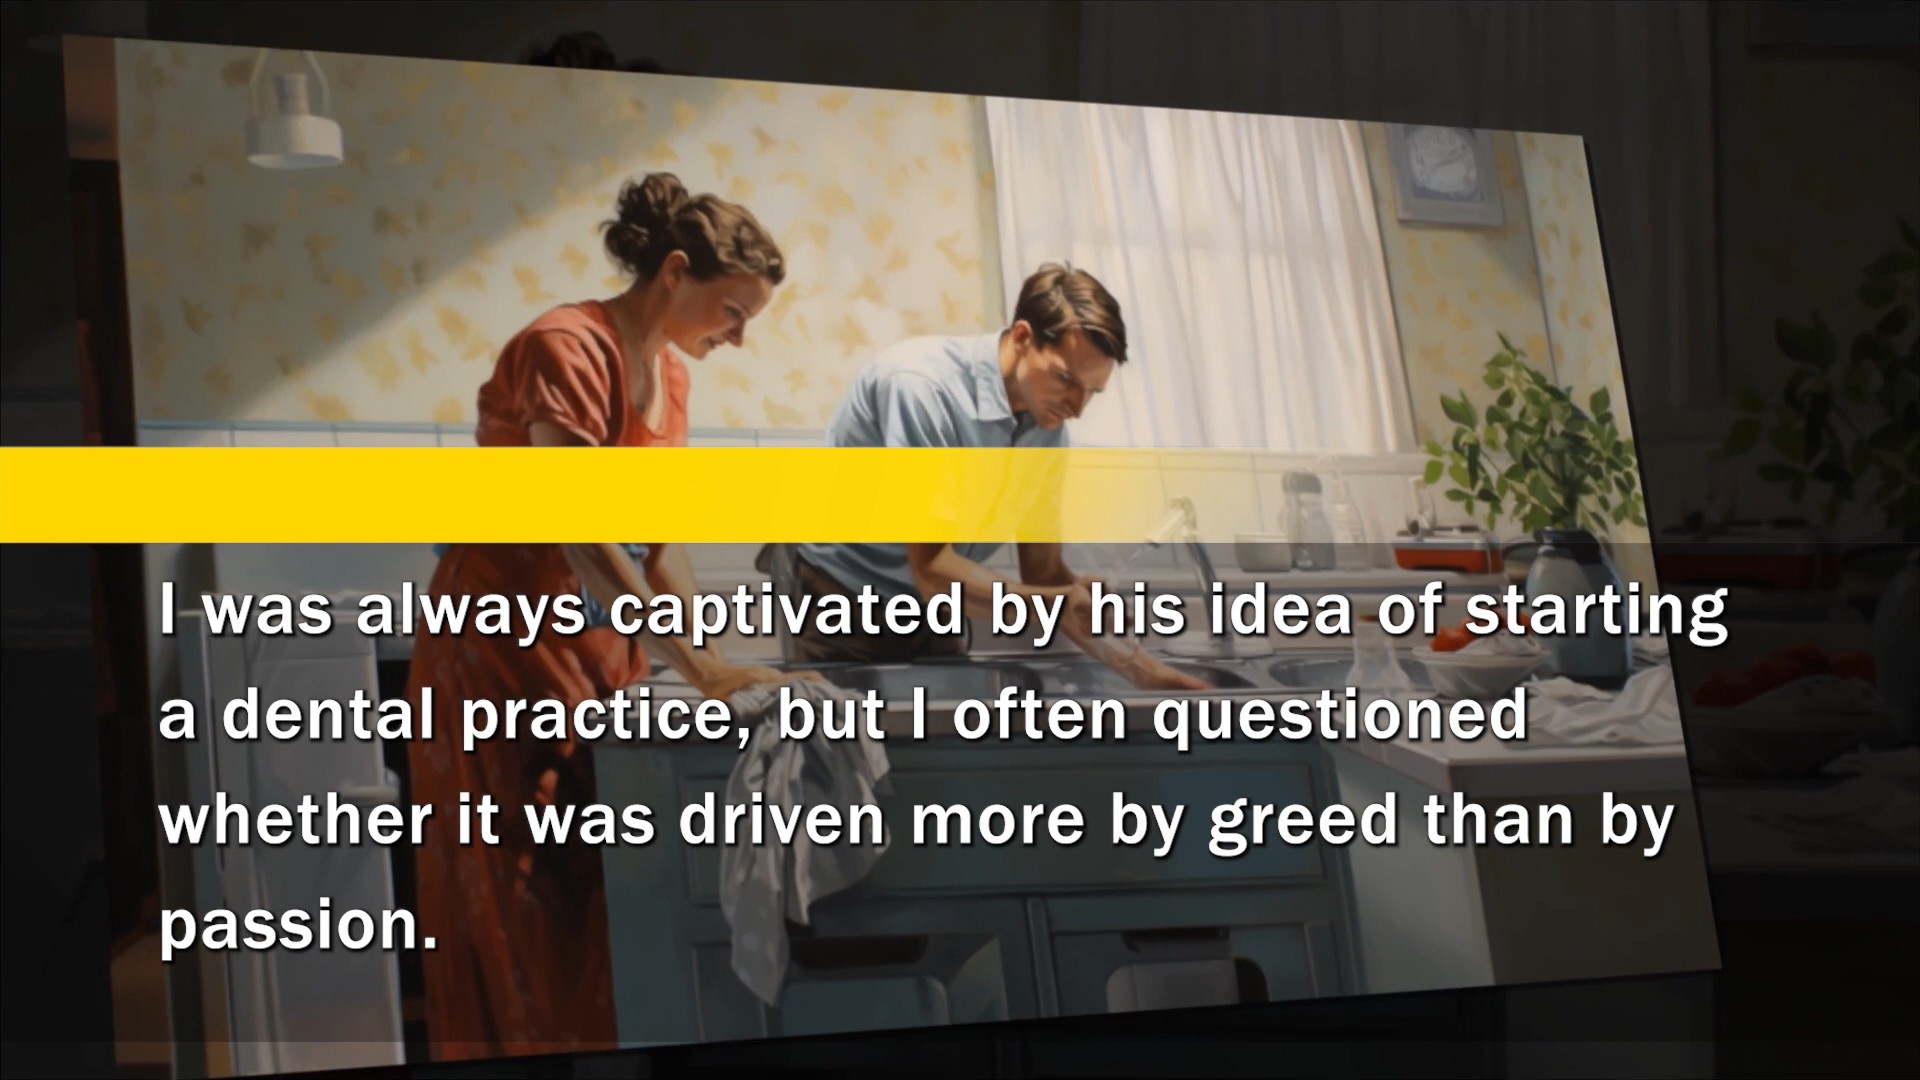 I was always captivated by his idea of starting
a dental practice, but I often questioned
whether it was driven more by greed than by
passion.